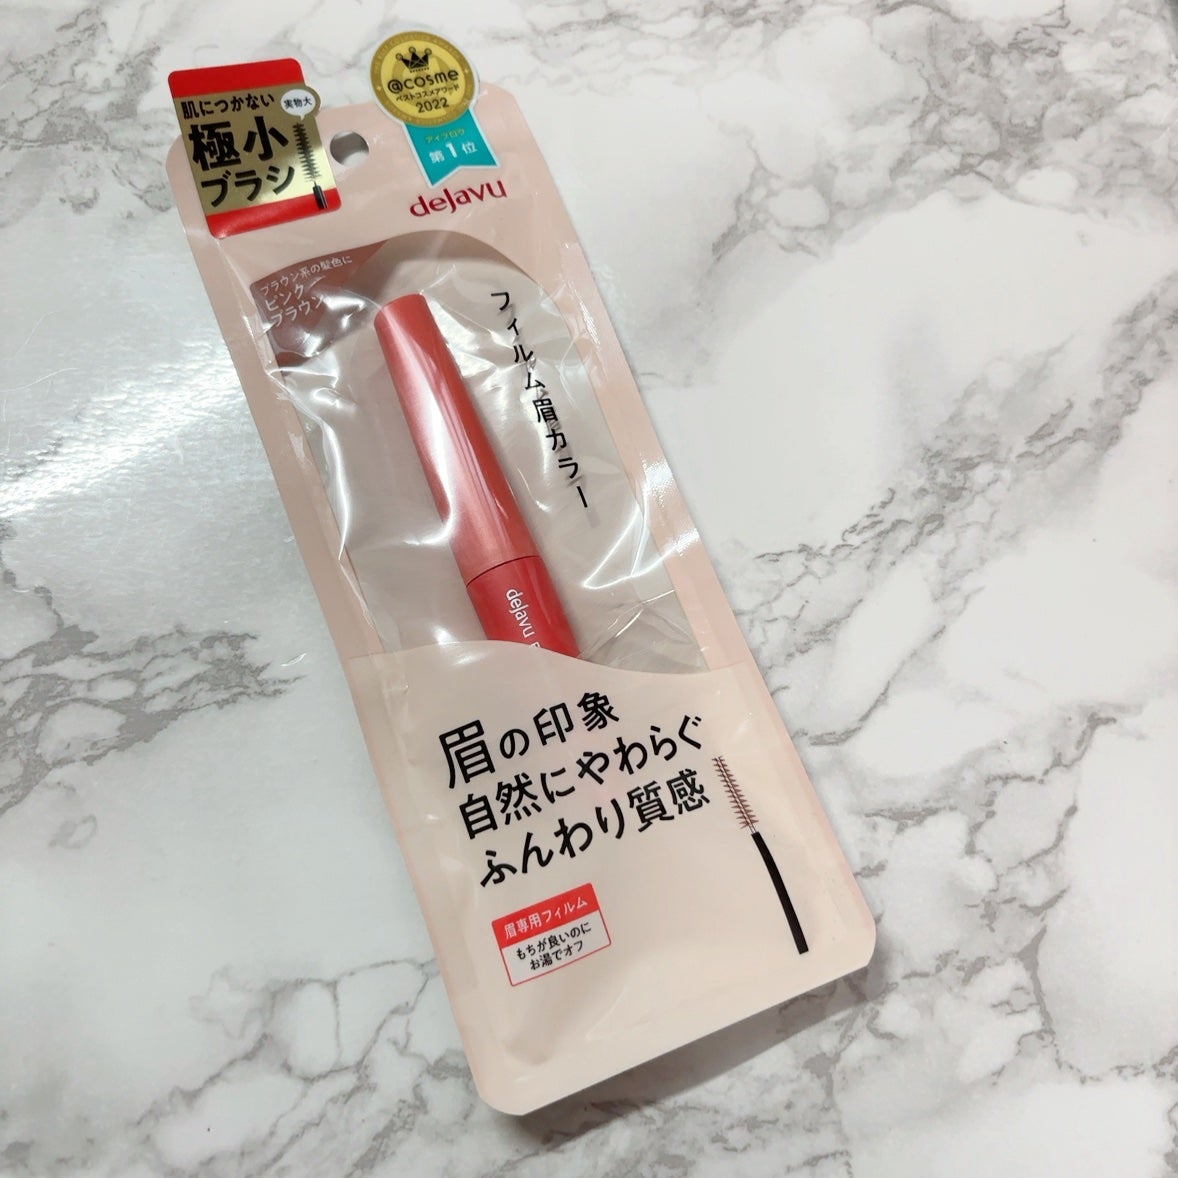 肌につかない
実物大
極小
ブラシ
@cosme
ベストコスメアワード
2022
アイブロウ
第1位
dejavu
ブラウン系の髪色に
ピンク
ブラウン
フィルム眉カラー
dejavu
眉の印象
自然にやわらぐ
ふんわり質感
眉専用フィルム
もちが良いのに
お湯でオフ